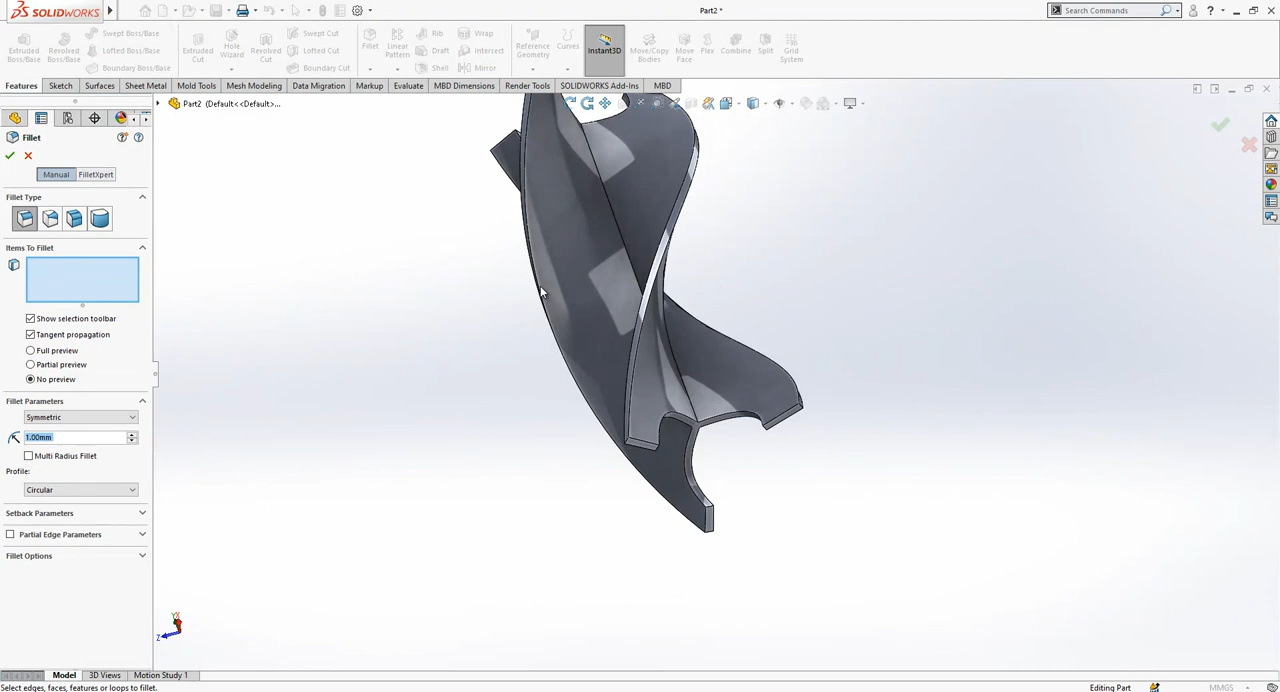 SOLIDWORKS
Part2 *
Search Commands
Extruded Boss/Base
Revolved Boss/Base
Swept Boss/Base
Lofted Boss/Base
Boundary Boss/Base
Extruded Cut
Hole Wizard
Revolved Cut
Swept Cut
Lofted Cut
Boundary Cut
Fillet
Linear Pattern
Rib
Draft
Shell
Wrap
Intersect
Mirror
Reference Geometry
Curves
Instant3D
Move/Copy Bodies
Move Face
Flex
Combine
Split
Grid System
Features Sketch Surfaces Sheet Metal Mold Tools Mesh Modeling Data Migration Markup Evaluate MBD Dimensions Render Tools SOLIDWORKS Add-Ins MBD
Part2 (Default<<Default>...
Fillet
Manual FilletXpert
Fillet Type
Items To Fillet
Show selection toolbar
Tangent propagation
Full preview
Partial preview
No preview
Fillet Parameters
Symmetric
1.00mm
Multi Radius Fillet
Profile:
Circular
Setback Parameters
Partial Edge Parameters
Fillet Options
Z
Model 3D Views Motion Study 1
Select edges, faces, features or loops to fillet. Editing Part MMGS